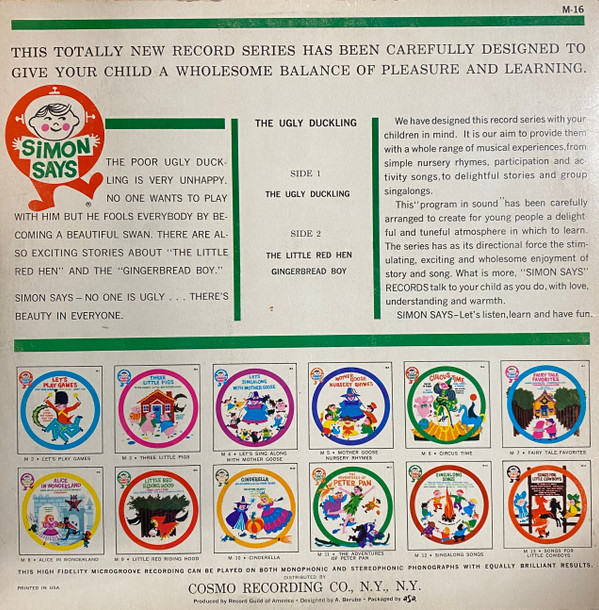 M-16
THIS TOTALLY NEW RECORD SERIES HAS BEEN CAREFULLY DESIGNED TO
GIVE YOUR CHILD A WHOLESOME BALANCE OF PLEASURE AND LEARNING.
SiMON
SAYS
®
THE POOR UGLY DUCK-
LING IS VERY UNHAPPY.
NO ONE WANTS TO PLAY
WITH HIM BUT HE FOOLS EVERYBODY BY BE-
COMING A BEAUTIFUL SWAN. THERE ARE AL-
SO EXCITING STORIES ABOUT "THE LITTLE
RED HEN" AND THE "GINGERBREAD BOY."
SIMON SAYS – NO ONE IS UGLY . . . THERE'S
BEAUTY IN EVERYONE.
THE UGLY DUCKLING
SIDE 1
THE UGLY DUCKLING
SIDE 2
THE LITTLE RED HEN
GINGERBREAD BOY
We have designed this record series with your
children in mind. It is our aim to provide them
with a whole range of musical experiences, from
simple nursery rhymes, participation and ac-
tivity songs, to delightful stories and group
singalongs.
This "program in sound" has been carefully
arranged to create for young people a delight-
ful and tuneful atmosphere in which to learn.
The series has as its directional force the stim-
ulating, exciting and wholesome enjoyment of
story and song. What is more, "SIMON SAYS"
RECORDS talk to your child as you do, with love,
understanding and warmth.
SIMON SAYS – Let's listen, learn and have fun.
LET'S
PLAY GAMES
THREE
LITTLE PIGS
LET'S
SINGALONG
WITH MOTHER GOOSE
MOTHER GOOSE
NURSERY RHYMES
CIRCUS TIME
FAIRY TALE
FAVORITES
M 2 • LET'S PLAY GAMES
M 3 • THREE LITTLE PIGS
M 4 • LET'S SING ALONG
WITH MOTHER GOOSE
M 5 • MOTHER GOOSE
NURSERY RHYMES
M 6 • CIRCUS TIME
M 7 • FAIRY TALE FAVORITES
ALICE
IN WONDERLAND
LITTLE RED
RIDING HOOD
CINDERELLA
THE
ADVENTURES OF
PETER PAN
SINGALONG
SONGS
SONGS FOR
LITTLE COWBOYS
M 8 • ALICE IN WONDERLAND
M 9 • LITTLE RED RIDING HOOD
M 10 • CINDERELLA
M 11 • THE ADVENTURES
OF PETER PAN
M 12 • SINGALONG SONGS
M 13 • SONGS FOR
LITTLE COWBOYS
THIS HIGH FIDELITY MICROGROOVE RECORDING CAN BE PLAYED ON BOTH MONOPHONIC AND STEREOPHONIC PHONOGRAPHS WITH EQUALLY BRILLIANT RESULTS.
DISTRIBUTED BY
PRINTED IN USA
COSMO RECORDING CO., N.Y., N.Y.
Produced by Record Guild of America • Designed by A. Berube • Packaged by